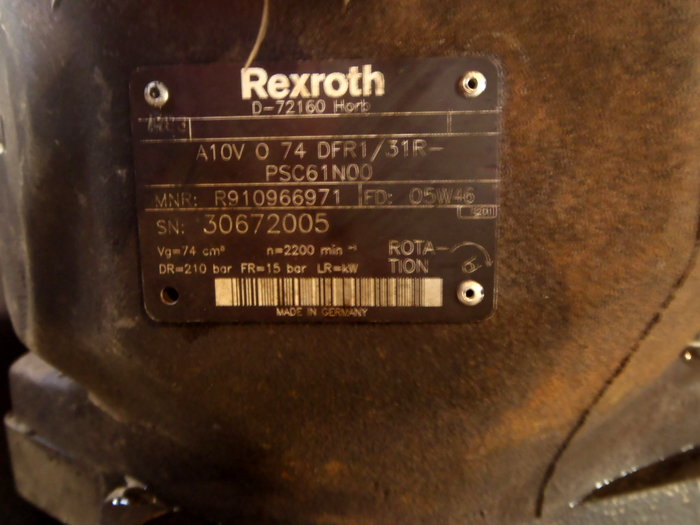 Rexroth
D-72160 Horb
A10V O 74 DFR1/31R-
PSC61N00
MNR: R910966971 FD: 05W46
SN: 30672005
Vg=74 cm³ n=2200 min⁻¹ ROTA-
DR=210 bar FR=15 bar LR=kW TION
MADE IN GERMANY